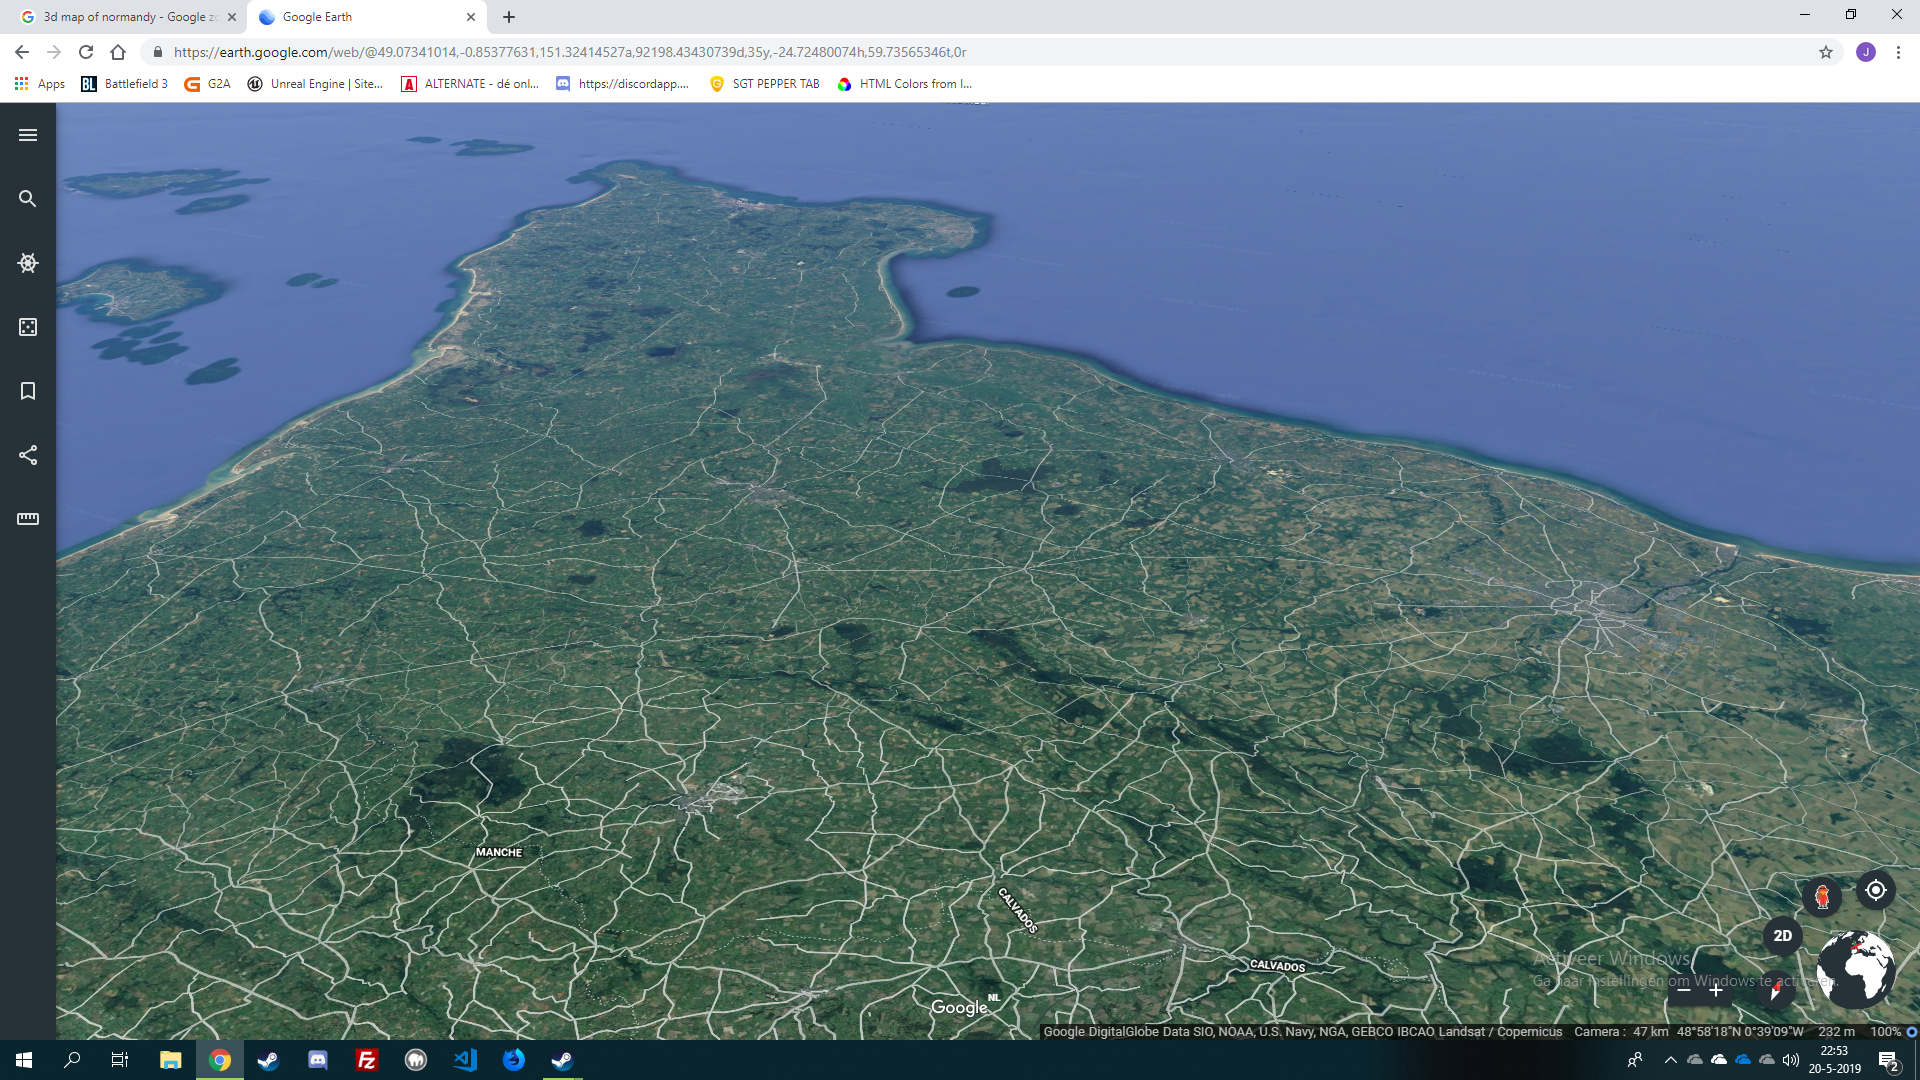 3d map of normandy - Google zo
Google Earth
https://earth.google.com/web/@49.07341014,-0.85377631,151.32414527a,92198.43430739d,35y,-24.72480074h,59.73565346t,0r
J
Apps
BL Battlefield 3
G2A
Unreal Engine | Site...
A ALTERNATE - dé onl...
https://discordapp....
SGT PEPPER TAB
HTML Colors from I...
MANCHE
CALVADOS
CALVADOS
2D
Activeer Windows
Ga naar Instellingen om Windows te activeren.
Google NL
Google DigitalGlobe Data SIO, NOAA, U.S. Navy, NGA, GEBCO IBCAO Landsat / Copernicus Camera : 47 km 48°58'18"N 0°39'09"W 232 m 100%
Fz
22:53
20-5-2019
2